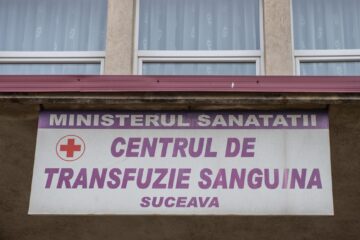 MINISTERUL SANATATII
CENTRUL DE
TRANSFUZIE SANGUINA
SUCEAVA